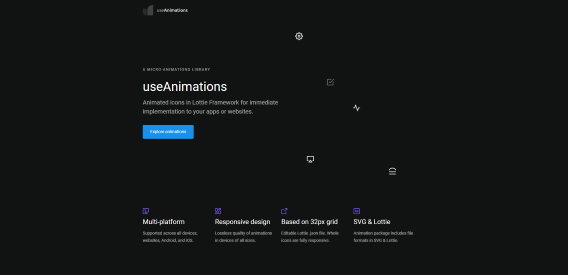 useAnimations
A MICRO-ANIMATIONS LIBRARY
useAnimations
Animated icons in Lottie Framework for immediate
implementation to your apps or websites.
Explore animations
Multi-platform
Supported across all devices,
websites, Android, and iOS.
Responsive design
Lossless quality of animations
in devices of all sizes.
Based on 32px grid
Editable Lottie .json file. Whole
icons are fully responsive.
SVG & Lottie
Animation package includes file
formats in SVG & Lottie.